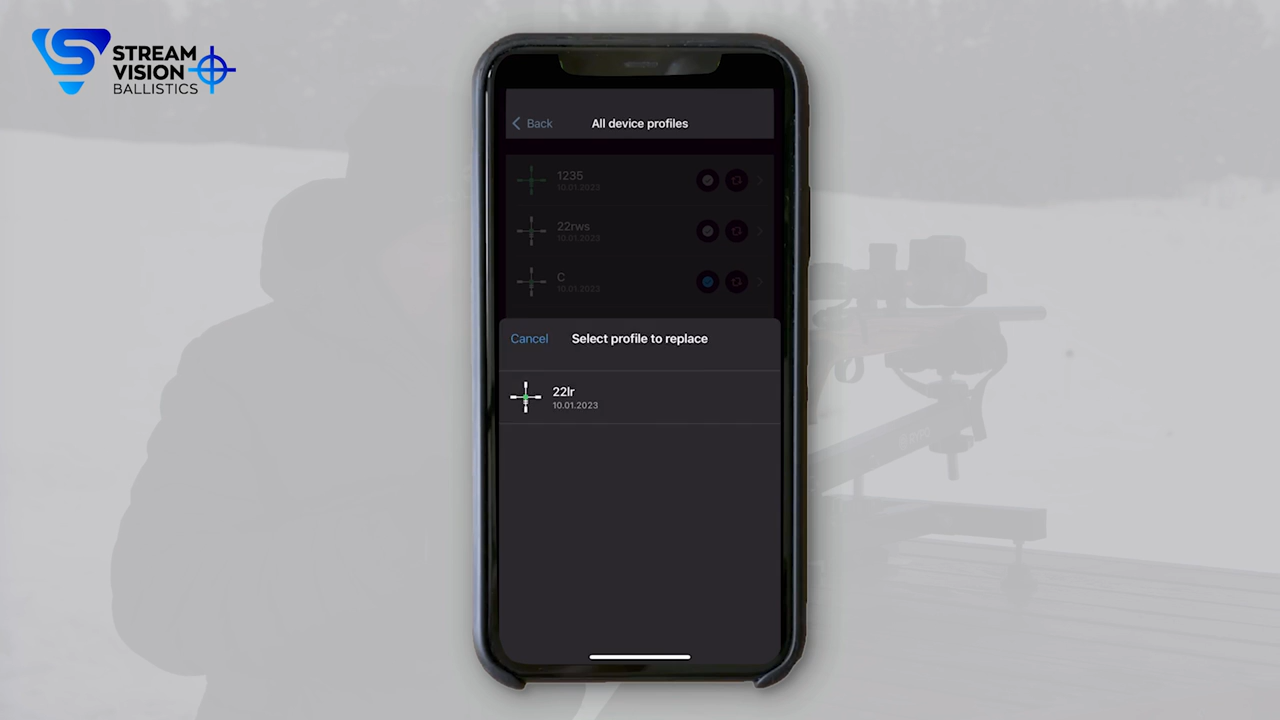 STREAM
VISION
BALLISTICS
Back
All device profiles
1235
10.01.2023
22rws
10.01.2023
C
10.01.2023
Cancel
Select profile to replace
22lr
10.01.2023